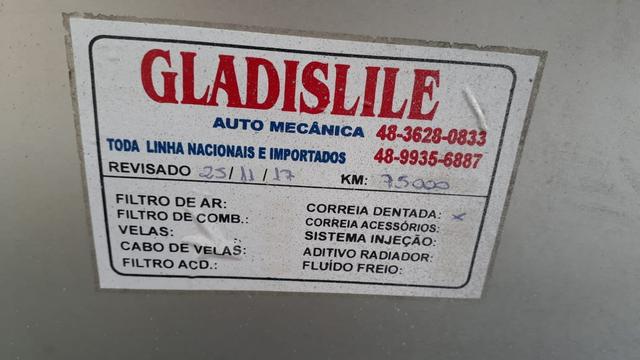 GLADISLILE
AUTO MECÂNICA 48-3628-0833
TODA LINHA NACIONAIS E IMPORTADOS 48-9935-6887
REVISADO 25/11/17 KM: 75000
FILTRO DE AR: CORREIA DENTADA: x
FILTRO DE COMB.: CORREIA ACESSÓRIOS:
VELAS: SISTEMA INJEÇÃO:
CABO DE VELAS: ADITIVO RADIADOR:
FILTRO ACD.: FLUÍDO FREIO: